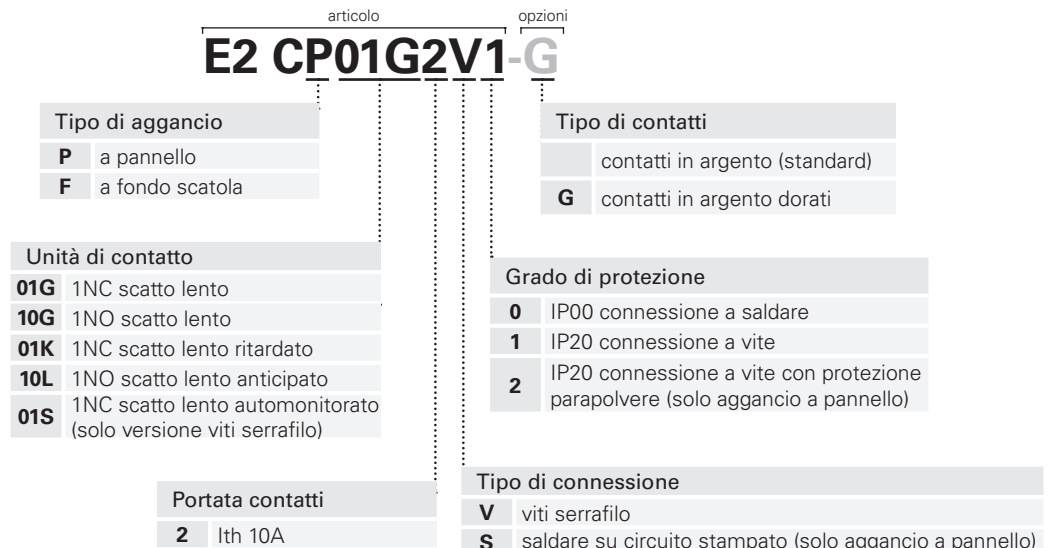 articolo opzioni
E2 CP01G2V1-G
Tipo di aggancio
P a pannello
F a fondo scatola
Tipo di contatti
contatti in argento (standard)
G contatti in argento dorati
Unità di contatto
01G 1NC scatto lento
10G 1NO scatto lento
01K 1NC scatto lento ritardato
10L 1NO scatto lento anticipato
01S 1NC scatto lento automonitorato
(solo versione viti serrafilo)
Grado di protezione
0 IP00 connessione a saldare
1 IP20 connessione a vite
2 IP20 connessione a vite con protezione
parapolvere (solo aggancio a pannello)
Portata contatti
2 Ith 10A
Tipo di connessione
V viti serrafilo
S saldare su circuito stampato (solo aggancio a pannello)